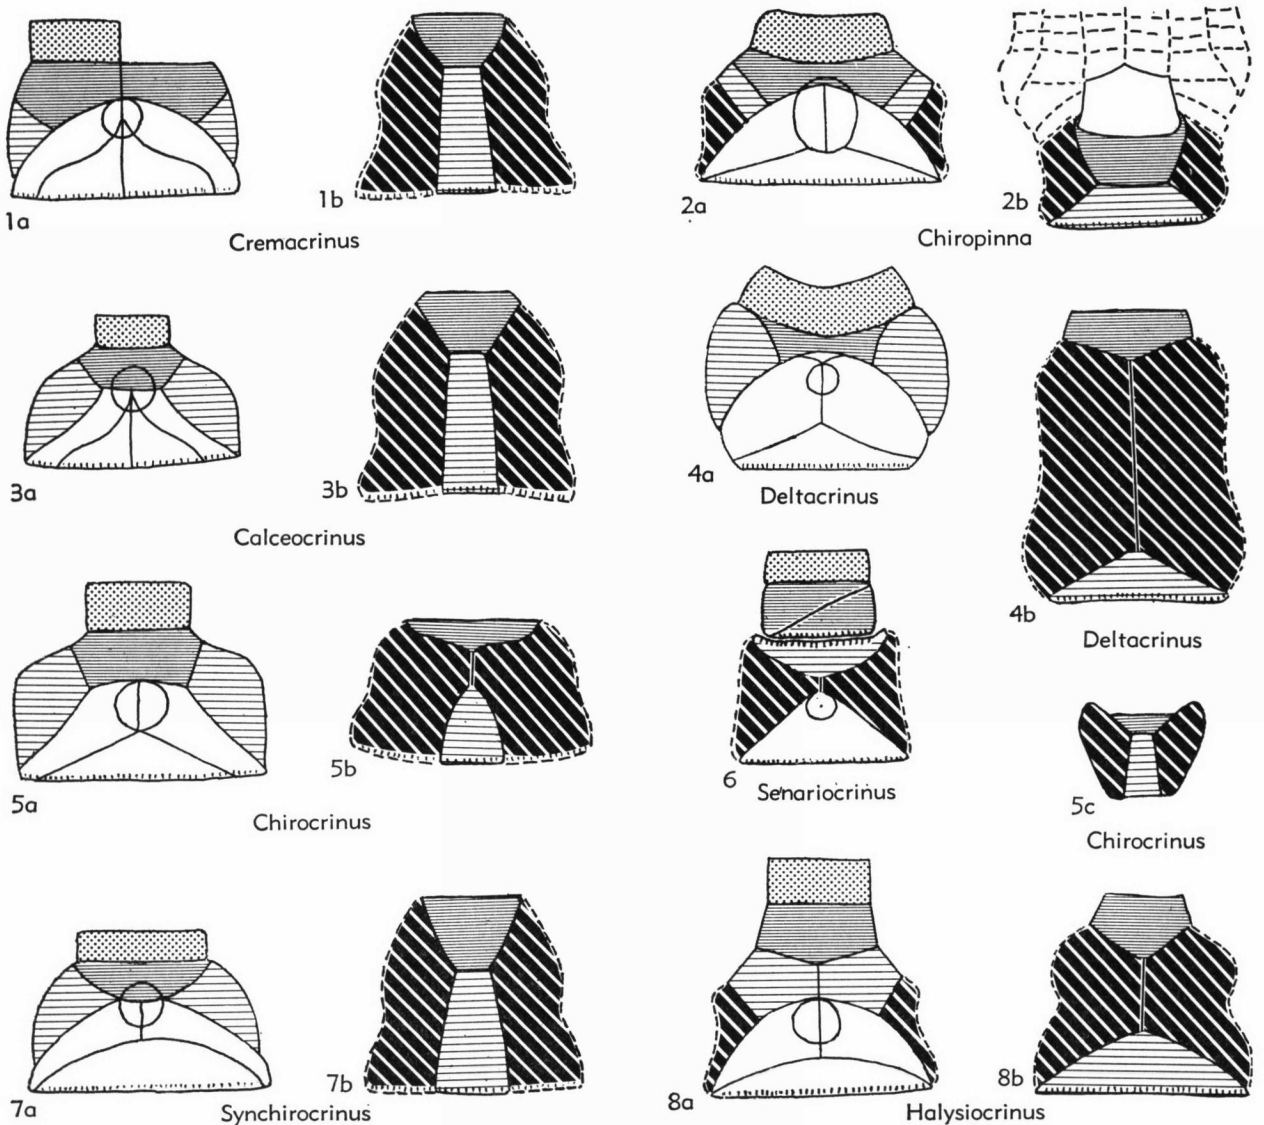 1a
1b
Cremacrinus
2a
2b
Chiropinna
3a
3b
Calceocrinus
4a
Deltacrinus
4b
Deltacrinus
5a
5b
Chirocrinus
6
Senariocrinus
5c
Chirocrinus
7a
7b
Synchirocrinus
8a
8b
Halysiocrinus